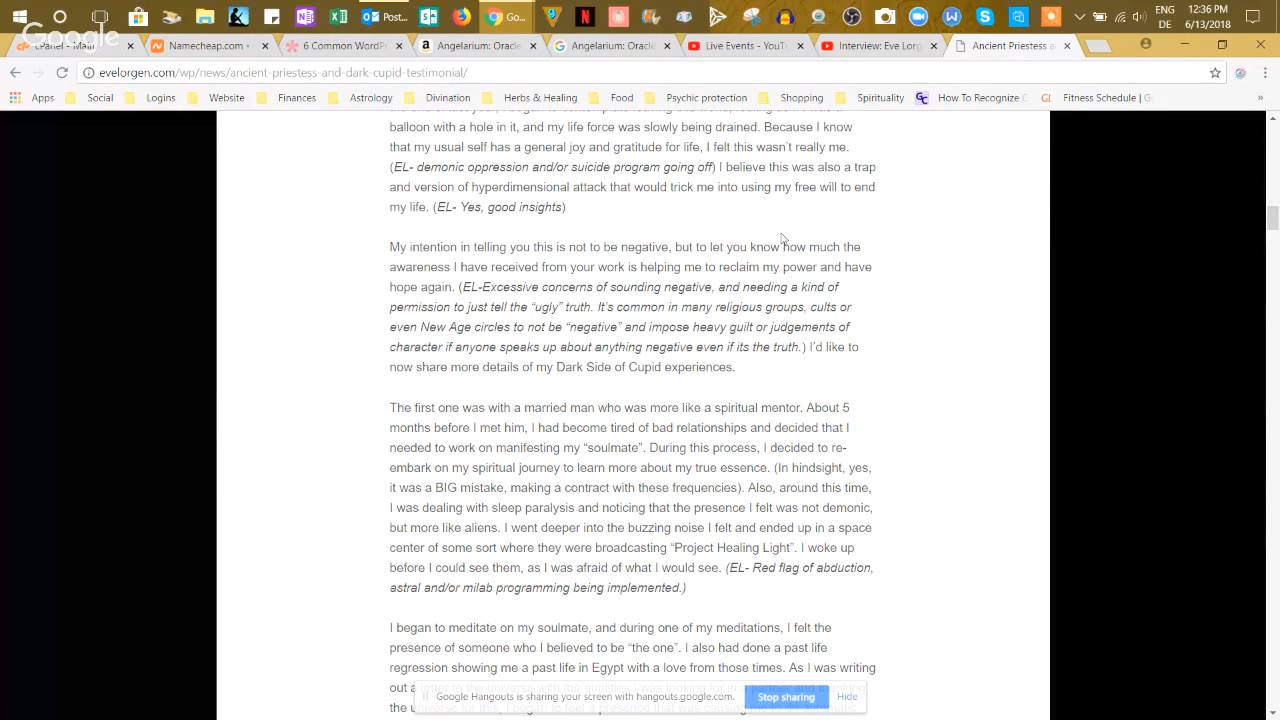 Post...
Go...
12:36 PM
EN
DE
6/13/2018
Google
cPanel - Main
Namecheap.com •
6 Common WordPr
Angelarium: Oracle
Angelarium: Oracle
Live Events - YouTu
Interview: Eve Lorg
Ancient Priestess a
evelorgen.com/wp/news/ancient-priestess-and-dark-cupid-testimonial/
Apps
Social
Logins
Website
Finances
Astrology
Divination
Herbs & Healing
Food
Psychic protection
Shopping
Spirituality
How To Recognize C
Fitness Schedule | G
»
balloon with a hole in it, and my life force was slowly being drained. Because I know
that my usual self has a general joy and gratitude for life, I felt this wasn't really me.
(EL- demonic oppression and/or suicide program going off) I believe this was also a trap
and version of hyperdimensional attack that would trick me into using my free will to end
my life. (EL- Yes, good insights)
My intention in telling you this is not to be negative, but to let you know how much the
awareness I have received from your work is helping me to reclaim my power and have
hope again. (EL-Excessive concerns of sounding negative, and needing a kind of
permission to just tell the “ugly” truth. It's common in many religious groups, cults or
even New Age circles to not be “negative” and impose heavy guilt or judgements of
character if anyone speaks up about anything negative even if its the truth.) I'd like to
now share more details of my Dark Side of Cupid experiences.
The first one was with a married man who was more like a spiritual mentor. About 5
months before I met him, I had become tired of bad relationships and decided that I
needed to work on manifesting my “soulmate”. During this process, I decided to re-
embark on my spiritual journey to learn more about my true essence. (In hindsight, yes,
it was a BIG mistake, making a contract with these frequencies). Also, around this time,
I was dealing with sleep paralysis and noticing that the presence I felt was not demonic,
but more like aliens. I went deeper into the buzzing noise I felt and ended up in a space
center of some sort where they were broadcasting “Project Healing Light”. I woke up
before I could see them, as I was afraid of what I would see. (EL- Red flag of abduction,
astral and/or milab programming being implemented.)
I began to meditate on my soulmate, and during one of my meditations, I felt the
presence of someone who I believed to be “the one”. I also had done a past life
regression showing me a past life in Egypt with a love from those times. As I was writing
out a
Google Hangouts is sharing your screen with hangouts.google.com.
Stop sharing
Hide